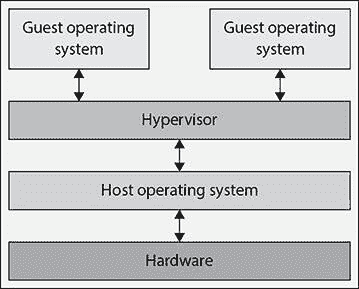 Guest operating
system
Guest operating
system
Hypervisor
Host operating system
Hardware